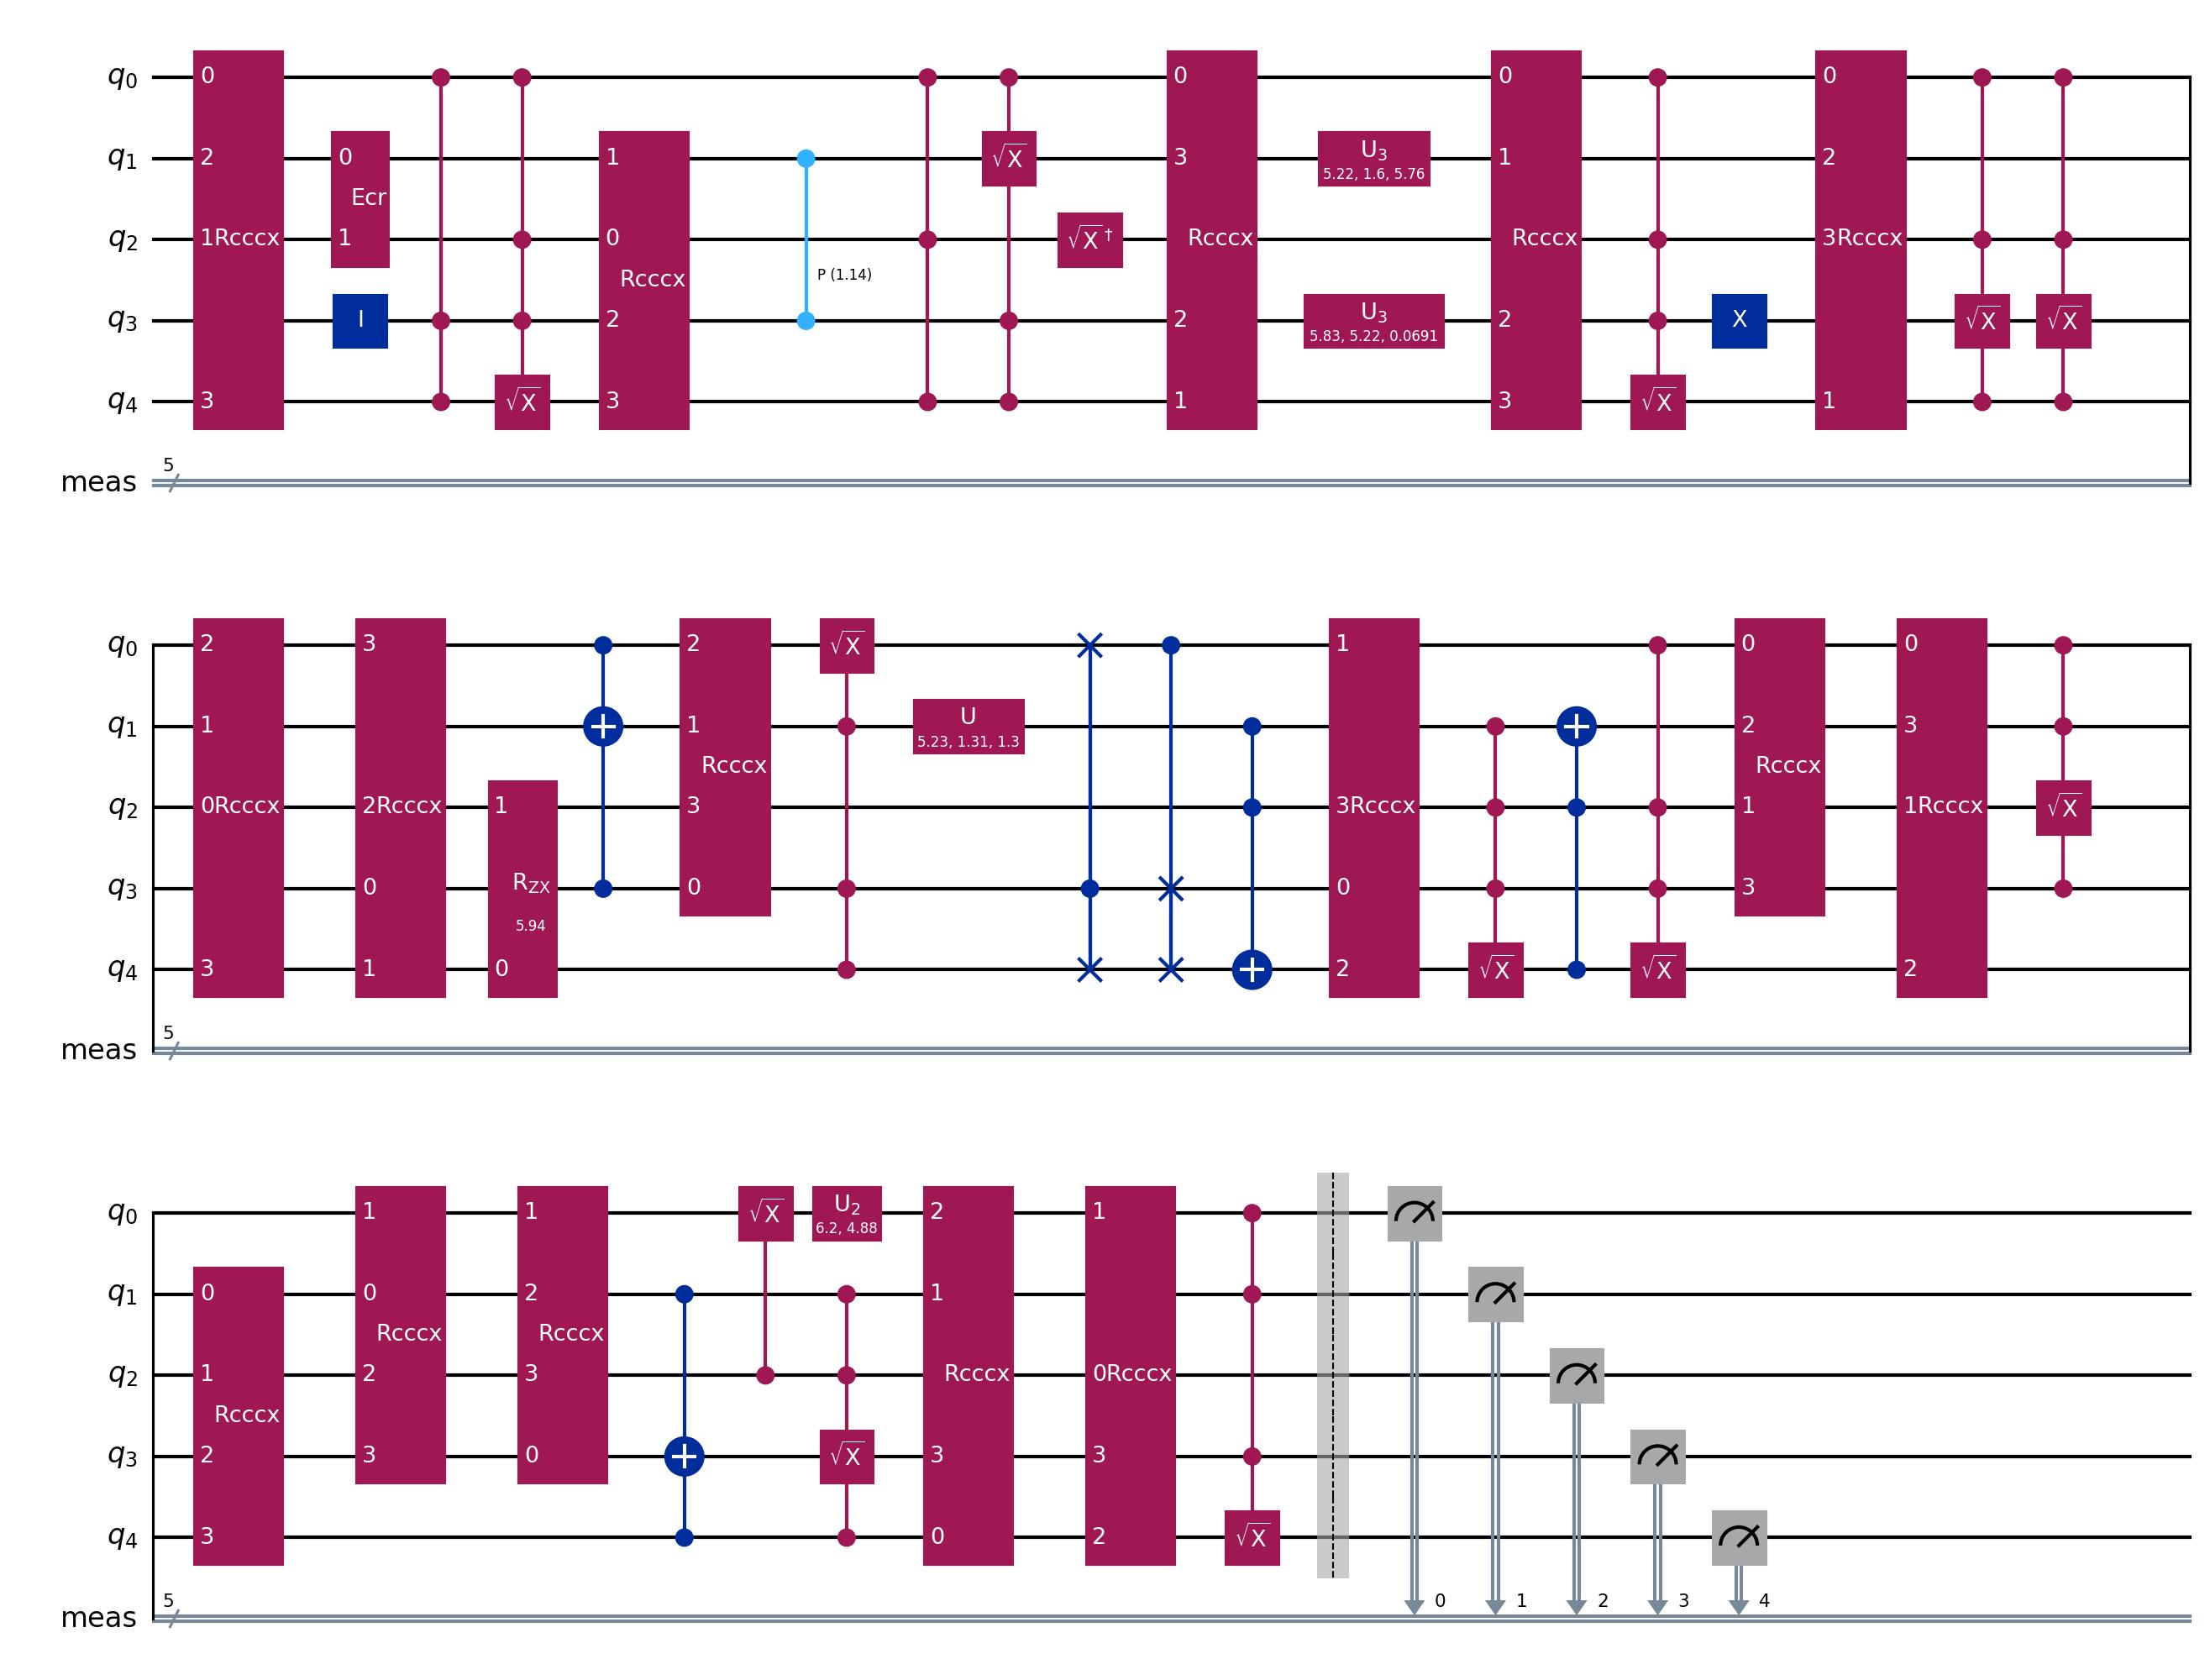 q0 0 0 0 0
q1 2 0 1 √X 3 U3 5.22, 1.6, 5.76 1 2
Ecr
q2 1Rcccx 1 0 √X† Rcccx Rcccx 3Rcccx
Rcccx P (1.14)
q3 I 2 2 U3 5.83, 5.22, 0.0691 2 X √X √X
q4 3 √X 3 1 3 √X 1
5
meas
q0 2 3 2 √X 1 0 0
q1 1 1 U 5.23, 1.31, 1.3 2 3
Rcccx Rcccx
q2 0Rcccx 2Rcccx 1 3 3Rcccx 1 1Rcccx √X
q3 0 RZX 0 0 3
5.94
q4 3 1 0 2 √X √X 2
5
meas
q0 1 1 √X U2 6.2, 4.88 2 1
q1 0 0 2 1
Rcccx Rcccx
q2 1 2 3 Rcccx 0Rcccx
Rcccx
q3 2 3 0 √X 3 3
q4 3 0 2 √X
5 0 1 2 3 4
meas